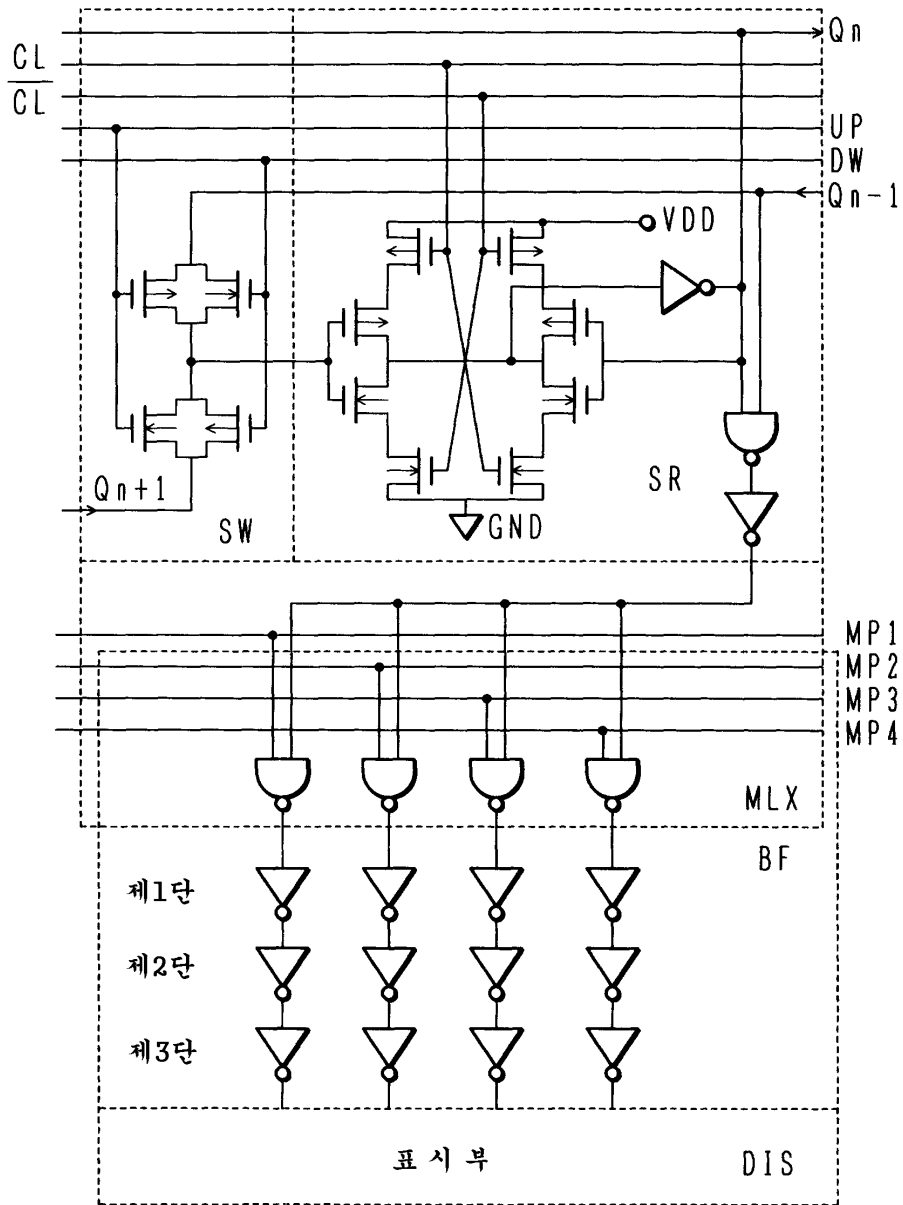 Qn
CL
C̅L̅
UP
DW
Qn-1
VDD
Qn+1
SW
SR
GND
MP1
MP2
MP3
MP4
MLX
BF
제1단
제2단
제3단
표시부
DIS